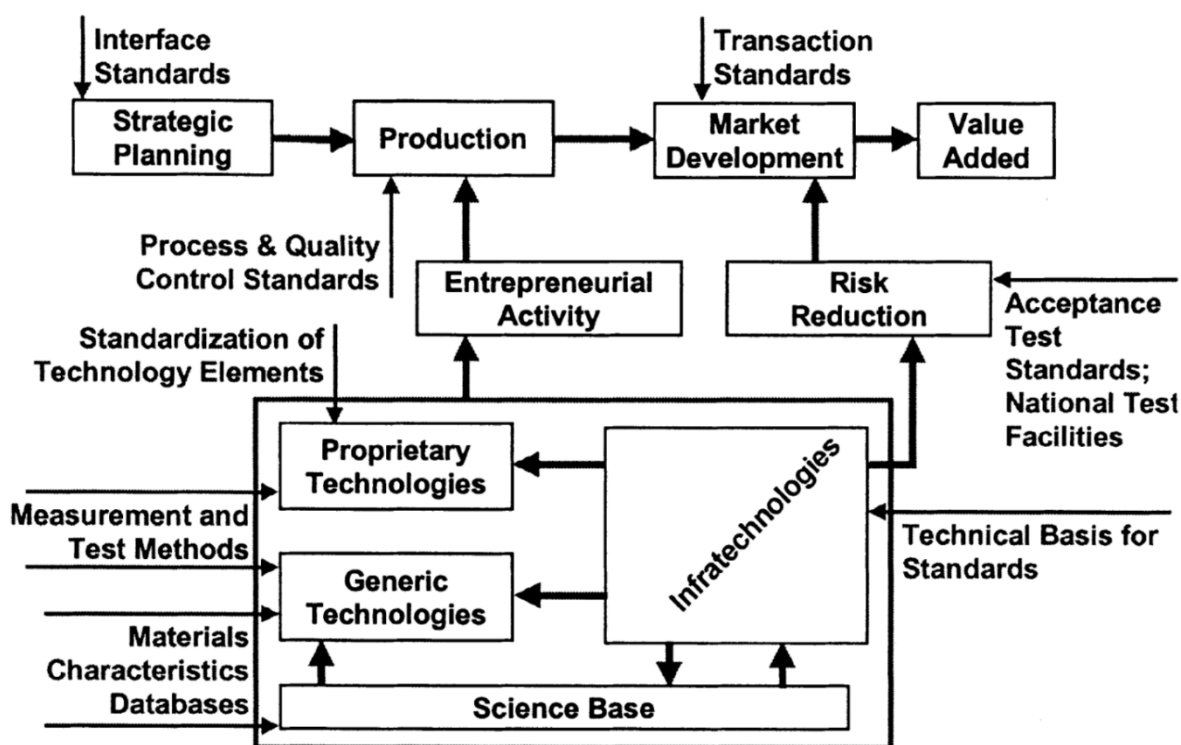 Interface
Standards
Transaction
Standards
Strategic
Planning
Production
Market
Development
Value
Added
Process & Quality
Control Standards
Entrepreneurial
Activity
Risk
Reduction
Acceptance
Test
Standards;
National Test
Facilities
Standardization of
Technology Elements
Proprietary
Technologies
Infratechnologies
Measurement and
Test Methods
Technical Basis for
Standards
Generic
Technologies
Materials
Characteristics
Databases
Science Base